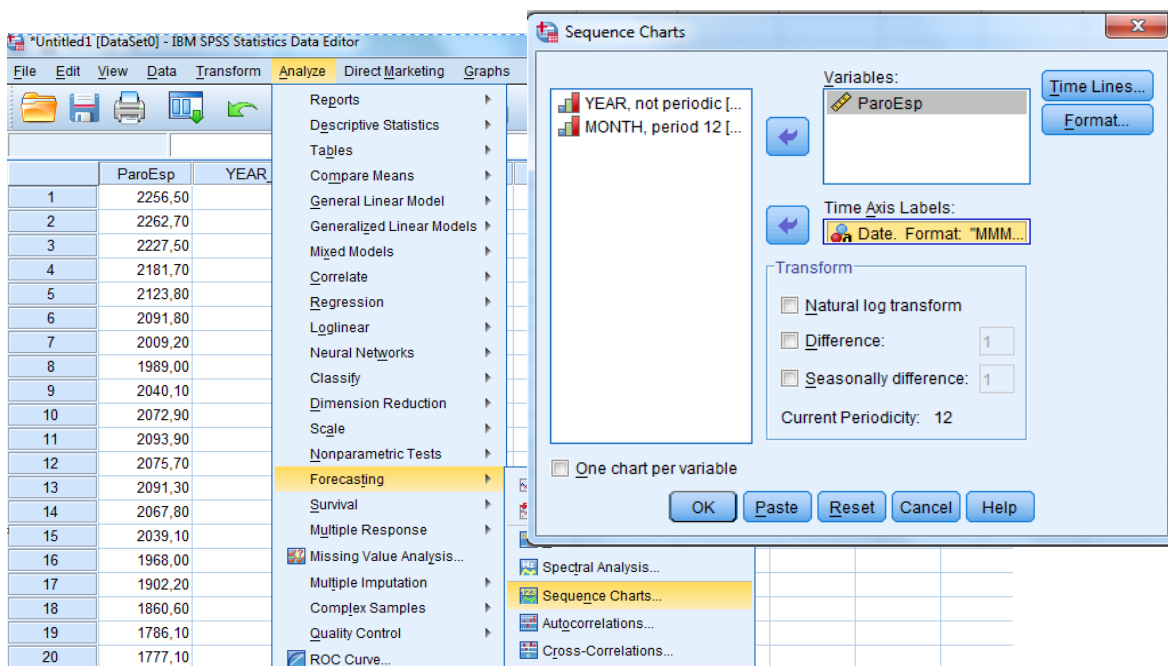 *Untitled1 [DataSet0] - IBM SPSS Statistics Data Editor
File Edit View Data Transform Analyze Direct Marketing Graphs
ParoEsp YEAR_
1 2256,50
2 2262,70
3 2227,50
4 2181,70
5 2123,80
6 2091,80
7 2009,20
8 1989,00
9 2040,10
10 2072,90
11 2093,90
12 2075,70
13 2091,30
14 2067,80
15 2039,10
16 1968,00
17 1902,20
18 1860,60
19 1786,10
20 1777,10
Reports
Descriptive Statistics
Tables
Compare Means
General Linear Model
Generalized Linear Models
Mixed Models
Correlate
Regression
Loglinear
Neural Networks
Classify
Dimension Reduction
Scale
Nonparametric Tests
Forecasting
Survival
Multiple Response
Missing Value Analysis...
Multiple Imputation
Complex Samples
Quality Control
ROC Curve...
Spectral Analysis...
Sequence Charts...
Autocorrelations...
Cross-Correlations...
Sequence Charts
YEAR, not periodic [...
MONTH, period 12 [...
Variables:
ParoEsp
Time Lines...
Format...
Time Axis Labels:
Date. Format: "MMM...
Transform
Natural log transform
Difference: 1
Seasonally difference: 1
Current Periodicity: 12
One chart per variable
OK Paste Reset Cancel Help